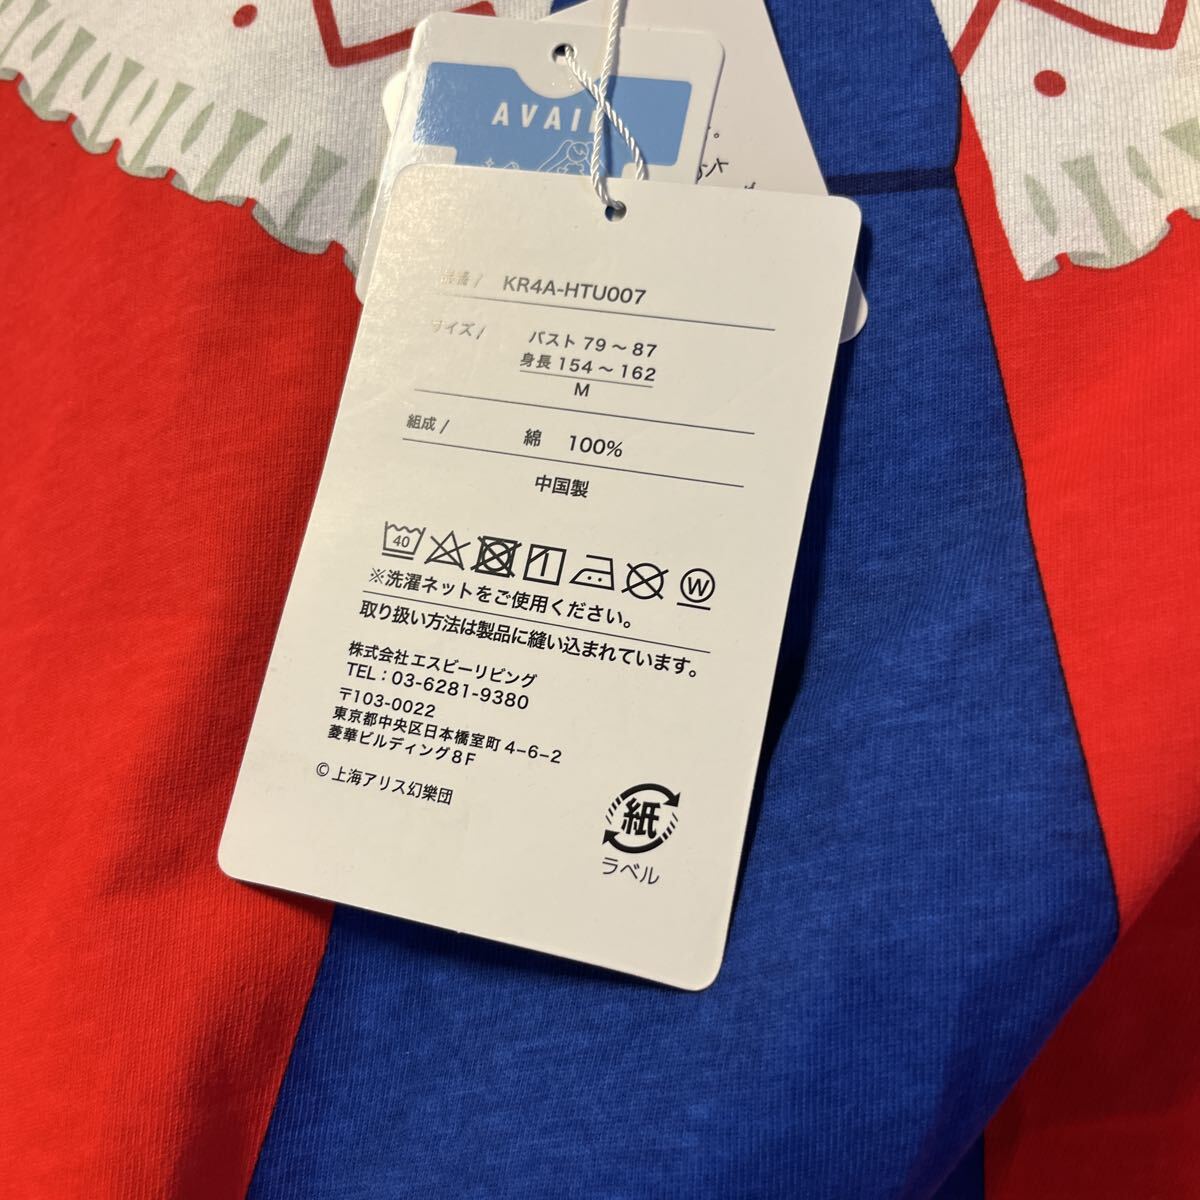 AVAIL
品番 / KR4A-HTU007
サイズ / バスト 79 ～ 87
身長 154 ～ 162
M
組成 / 綿 100%
中国製
40
W
※洗濯ネットをご使用ください。
取り扱い方法は製品に縫い込まれています。
株式会社エスビーリビング
TEL : 03-6281-9380
〒103-0022
東京都中央区日本橋室町 4−6−2
菱華ビルディング8F
© 上海アリス幻樂団
紙
ラベル